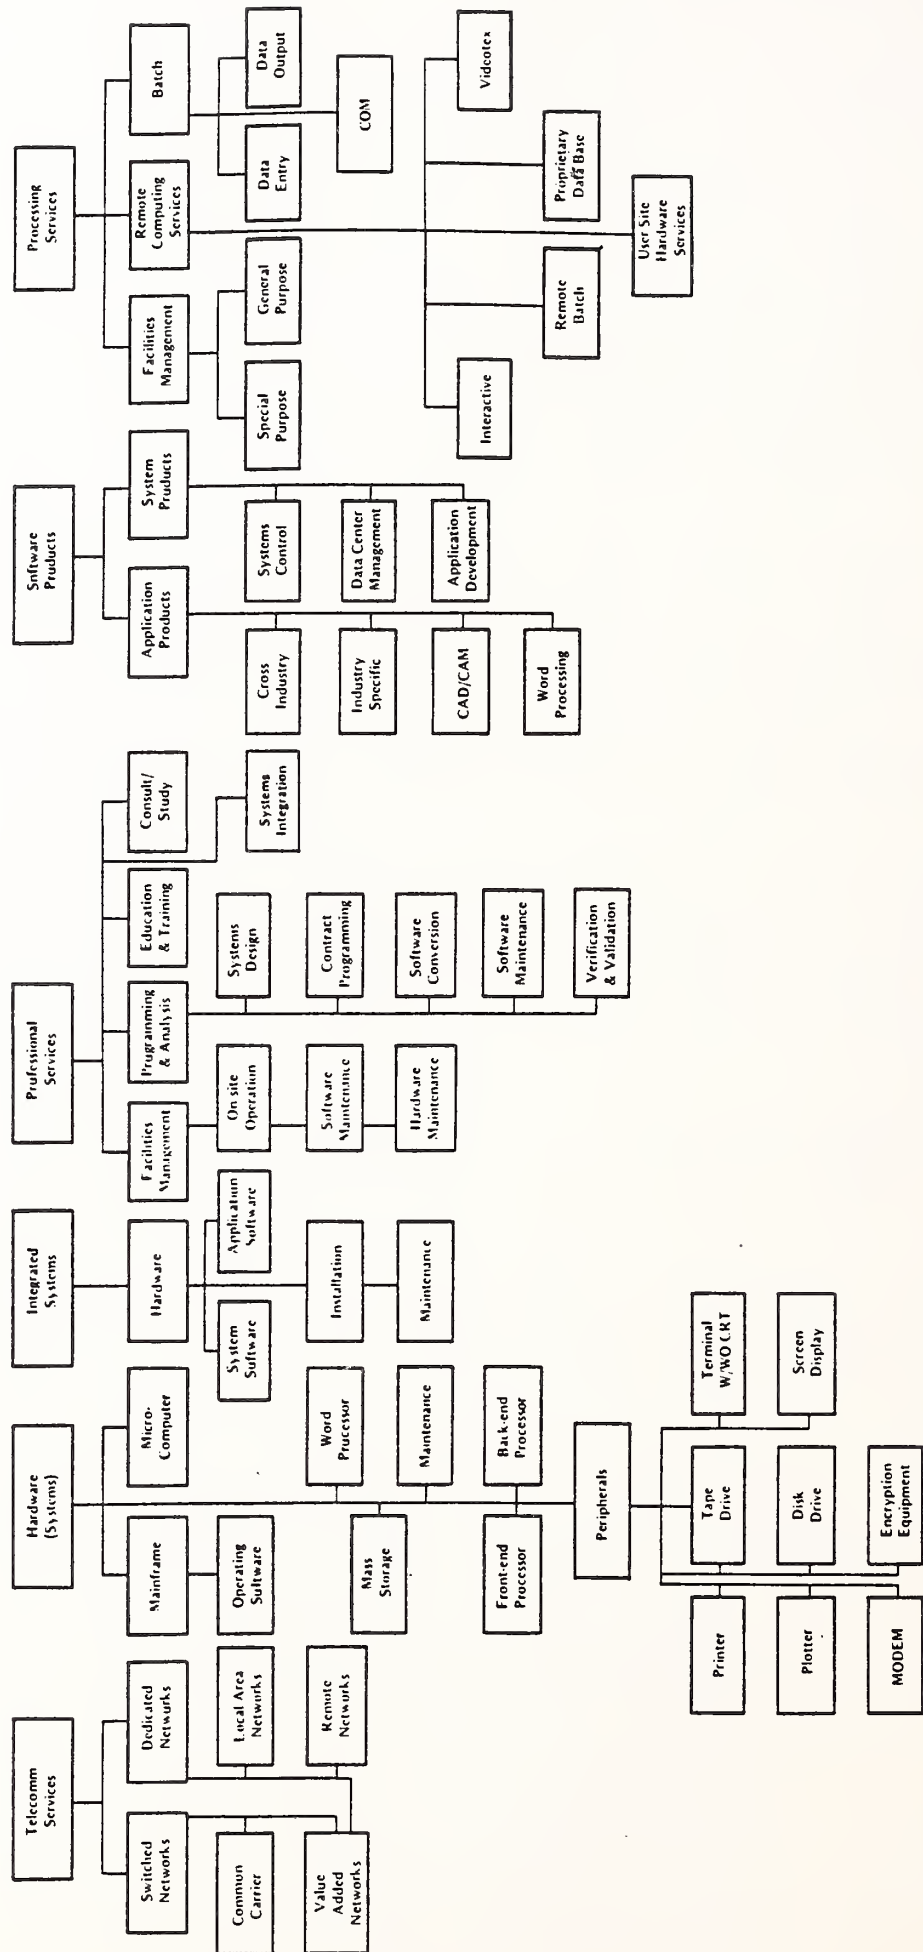 Telecomm
Services
Switched
Networks
Dedicated
Networks
Common
Carrier
Local Area
Networks
Value
Added
Networks
Remote
Networks
Hardware
(Systems)
Mainframe
Micro-
Computer
Operating
Software
Word
Processor
Mass
Storage
Maintenance
Front-end
Processor
Back-end
Processor
Peripherals
Printer
Tape
Drive
Terminal
W/WO CRT
Plotter
Disk
Drive
Screen
Display
MODEM
Encryption
Equipment
Integrated
Systems
Hardware
System
Software
Application
Software
Installation
Maintenance
Professional
Services
Facilities
Management
Programming
& Analysis
Education
& Training
Consult/
Study
On site
Operation
Software
Maintenance
Hardware
Maintenance
Systems
Design
Contract
Programming
Software
Conversion
Software
Maintenance
Verification
& Validation
Systems
Integration
Software
Products
Application
Products
System
Products
Cross
Industry
Industry
Specific
CAD/CAM
Word
Processing
Systems
Control
Data Center
Management
Application
Development
Processing
Services
Facilities
Management
Remote
Computing
Services
Batch
Special
Purpose
General
Purpose
Data
Entry
Data
Output
COM
Interactive
Remote
Batch
Proprietary
Data Base
Videotex
User Site
Hardware
Services